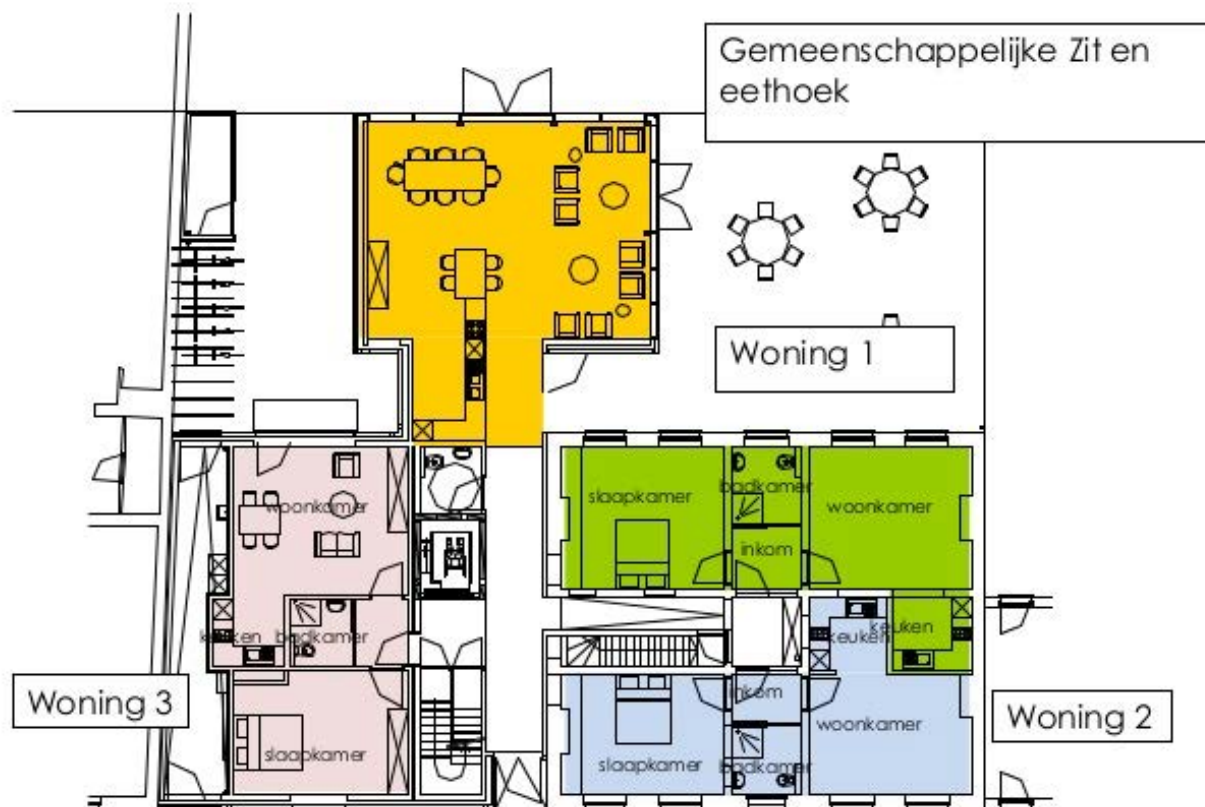 Gemeenschappelijke Zit en
eethoek
Woning 1
slaapkamer
badkamer
woonkamer
inkom
keuken
woonkamer
keuken
badkamer
slaapkamer
Woning 3
keuken
inkom
woonkamer
slaapkamer
badkamer
Woning 2